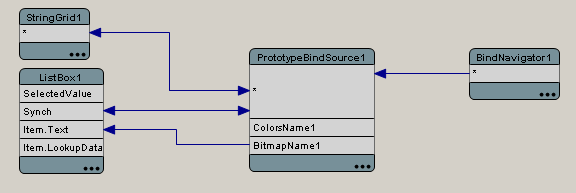 StringGrid1
*
ListBox1
SelectedValue
Synch
Item.Text
Item.LookupData
PrototypeBindSource1
*
ColorsName1
BitmapName1
BindNavigator1
*